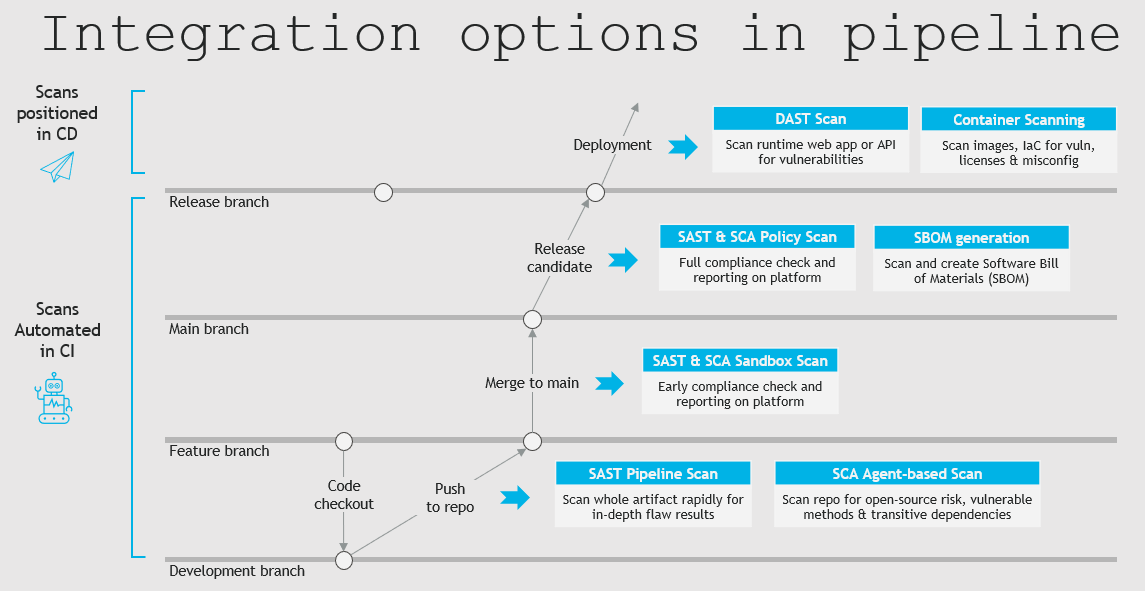 Integration options in pipeline
Scans
positioned
in CD
Deployment
DAST Scan
Scan runtime web app or API
for vulnerabilities
Container Scanning
Scan images, IaC for vuln,
licenses & misconfig
Release branch
Release
candidate
SAST & SCA Policy Scan
Full compliance check and
reporting on platform
SBOM generation
Scan and create Software Bill
of Materials (SBOM)
Scans
Automated
in CI
Main branch
Merge to main
SAST & SCA Sandbox Scan
Early compliance check and
reporting on platform
Feature branch
Code
checkout
Push
to repo
SAST Pipeline Scan
Scan whole artifact rapidly for
in-depth flaw results
SCA Agent-based Scan
Scan repo for open-source risk, vulnerable
methods & transitive dependencies
Development branch